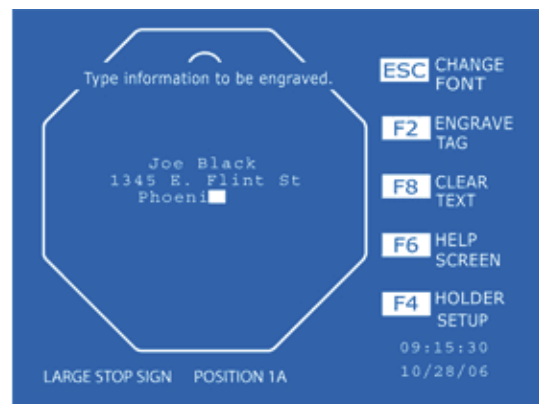 Type information to be engraved.
Joe Black
1345 E. Flint St
Phoeni
ESC CHANGE
FONT
F2 ENGRAVE
TAG
F8 CLEAR
TEXT
F6 HELP
SCREEN
F4 HOLDER
SETUP
09:15:30
10/28/06
LARGE STOP SIGN POSITION 1A